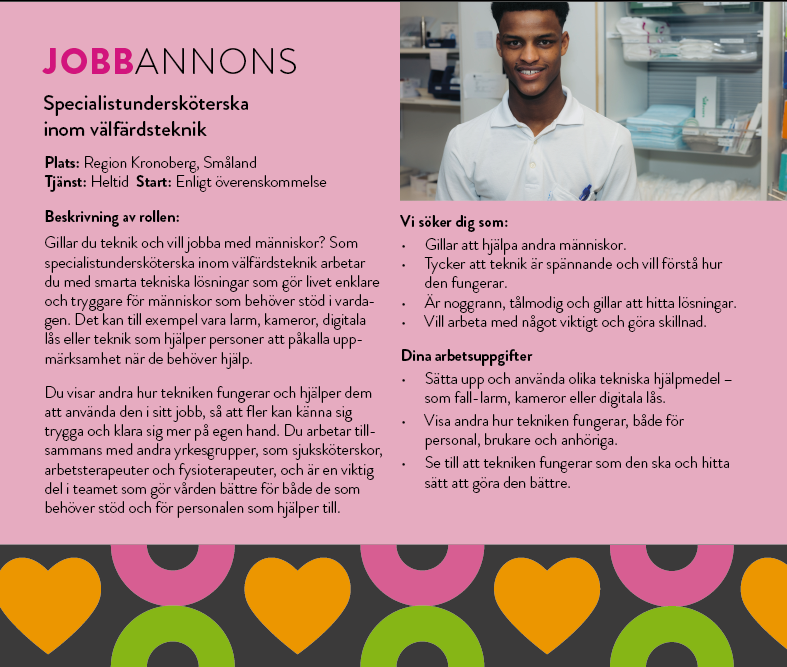 JOBBANNONS
Specialistundersköterska
inom välfärdsteknik
Plats: Region Kronoberg, Småland
Tjänst: Heltid Start: Enligt överenskommelse
Beskrivning av rollen:
Gillar du teknik och vill jobba med människor? Som
specialistundersköterska inom välfärdsteknik arbetar
du med smarta tekniska lösningar som gör livet enklare
och tryggare för människor som behöver stöd i varda-
gen. Det kan till exempel vara larm, kameror, digitala
lås eller teknik som hjälper personer att påkalla upp-
märksamhet när de behöver hjälp.
Du visar andra hur tekniken fungerar och hjälper dem
att använda den i sitt jobb, så att fler kan känna sig
trygga och klara sig mer på egen hand. Du arbetar till-
sammans med andra yrkesgrupper, som sjuksköterskor,
arbetsterapeuter och fysioterapeuter, och är en viktig
del i teamet som gör vården bättre för både de som
behöver stöd och för personalen som hjälper till.
Vi söker dig som:
• Gillar att hjälpa andra människor.
• Tycker att teknik är spännande och vill förstå hur
den fungerar.
• Är noggrann, tålmodig och gillar att hitta lösningar.
• Vill arbeta med något viktigt och göra skillnad.
Dina arbetsuppgifter
• Sätta upp och använda olika tekniska hjälpmedel –
som fall-larm, kameror eller digitala lås.
• Visa andra hur tekniken fungerar, både för
personal, brukare och anhöriga.
• Se till att tekniken fungerar som den ska och hitta
sätt att göra den bättre.